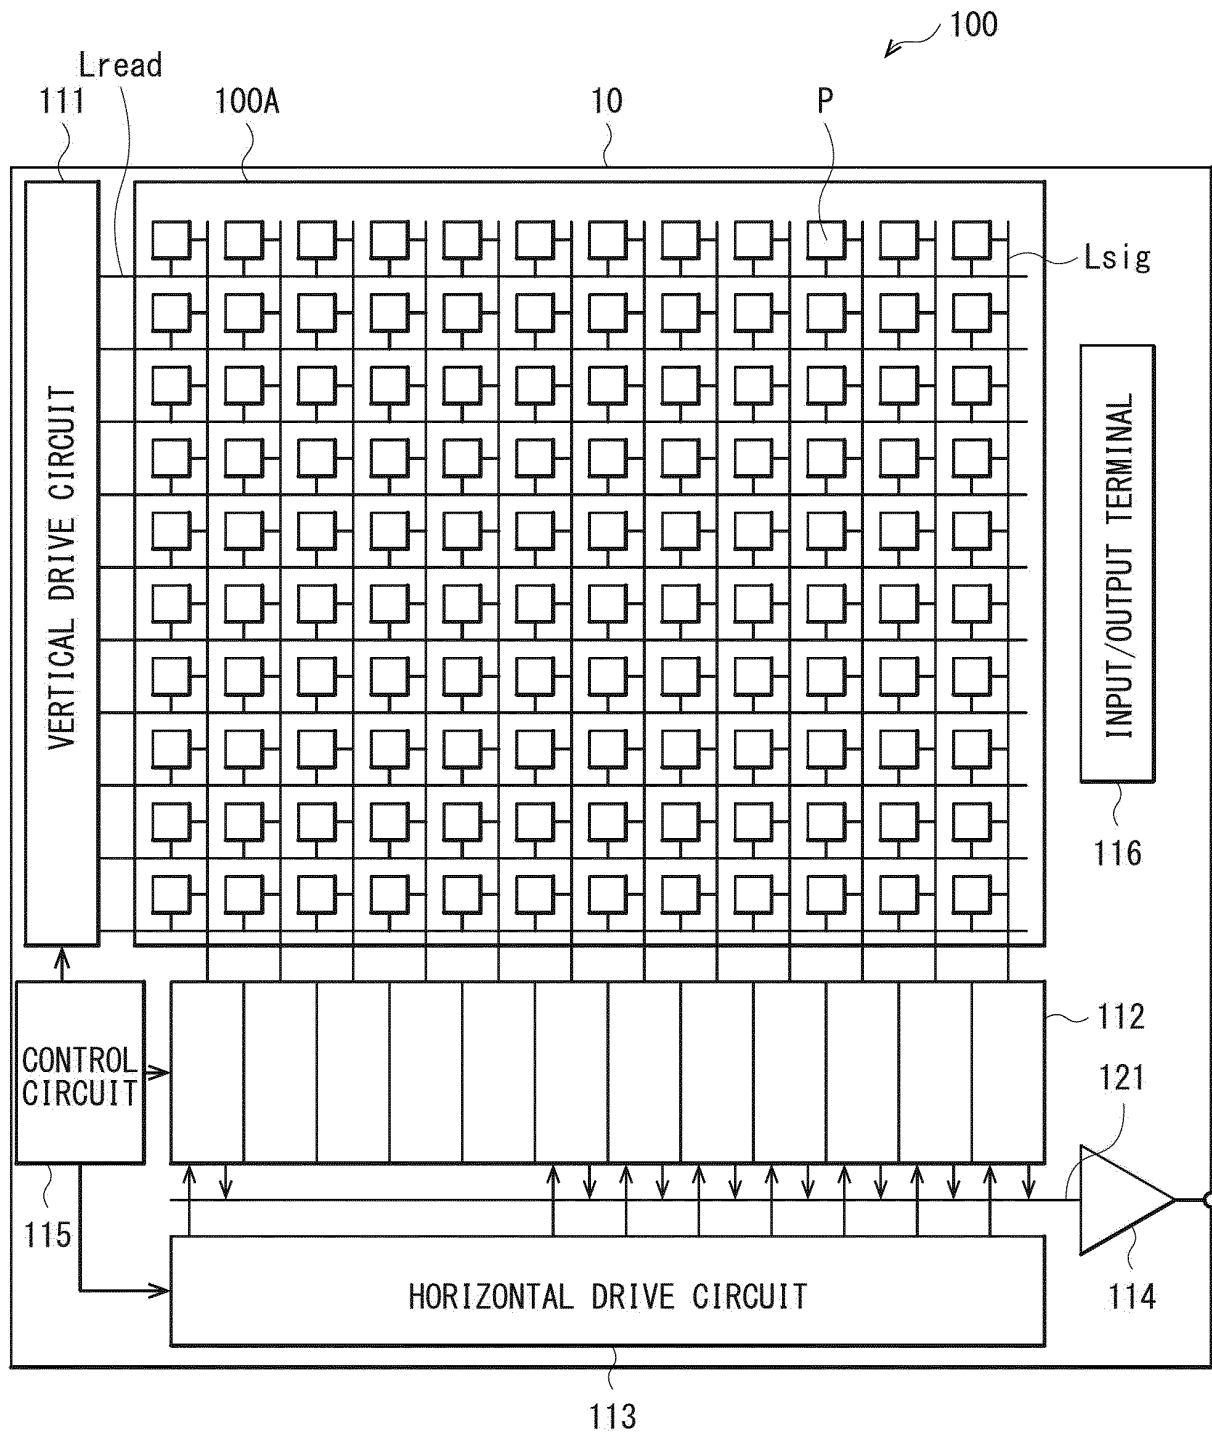 100
Lread
111
100A
10
P
Lsig
VERTICAL DRIVE CIRCUIT
INPUT/OUTPUT TERMINAL
116
CONTROL
CIRCUIT
112
121
115
HORIZONTAL DRIVE CIRCUIT
114
113